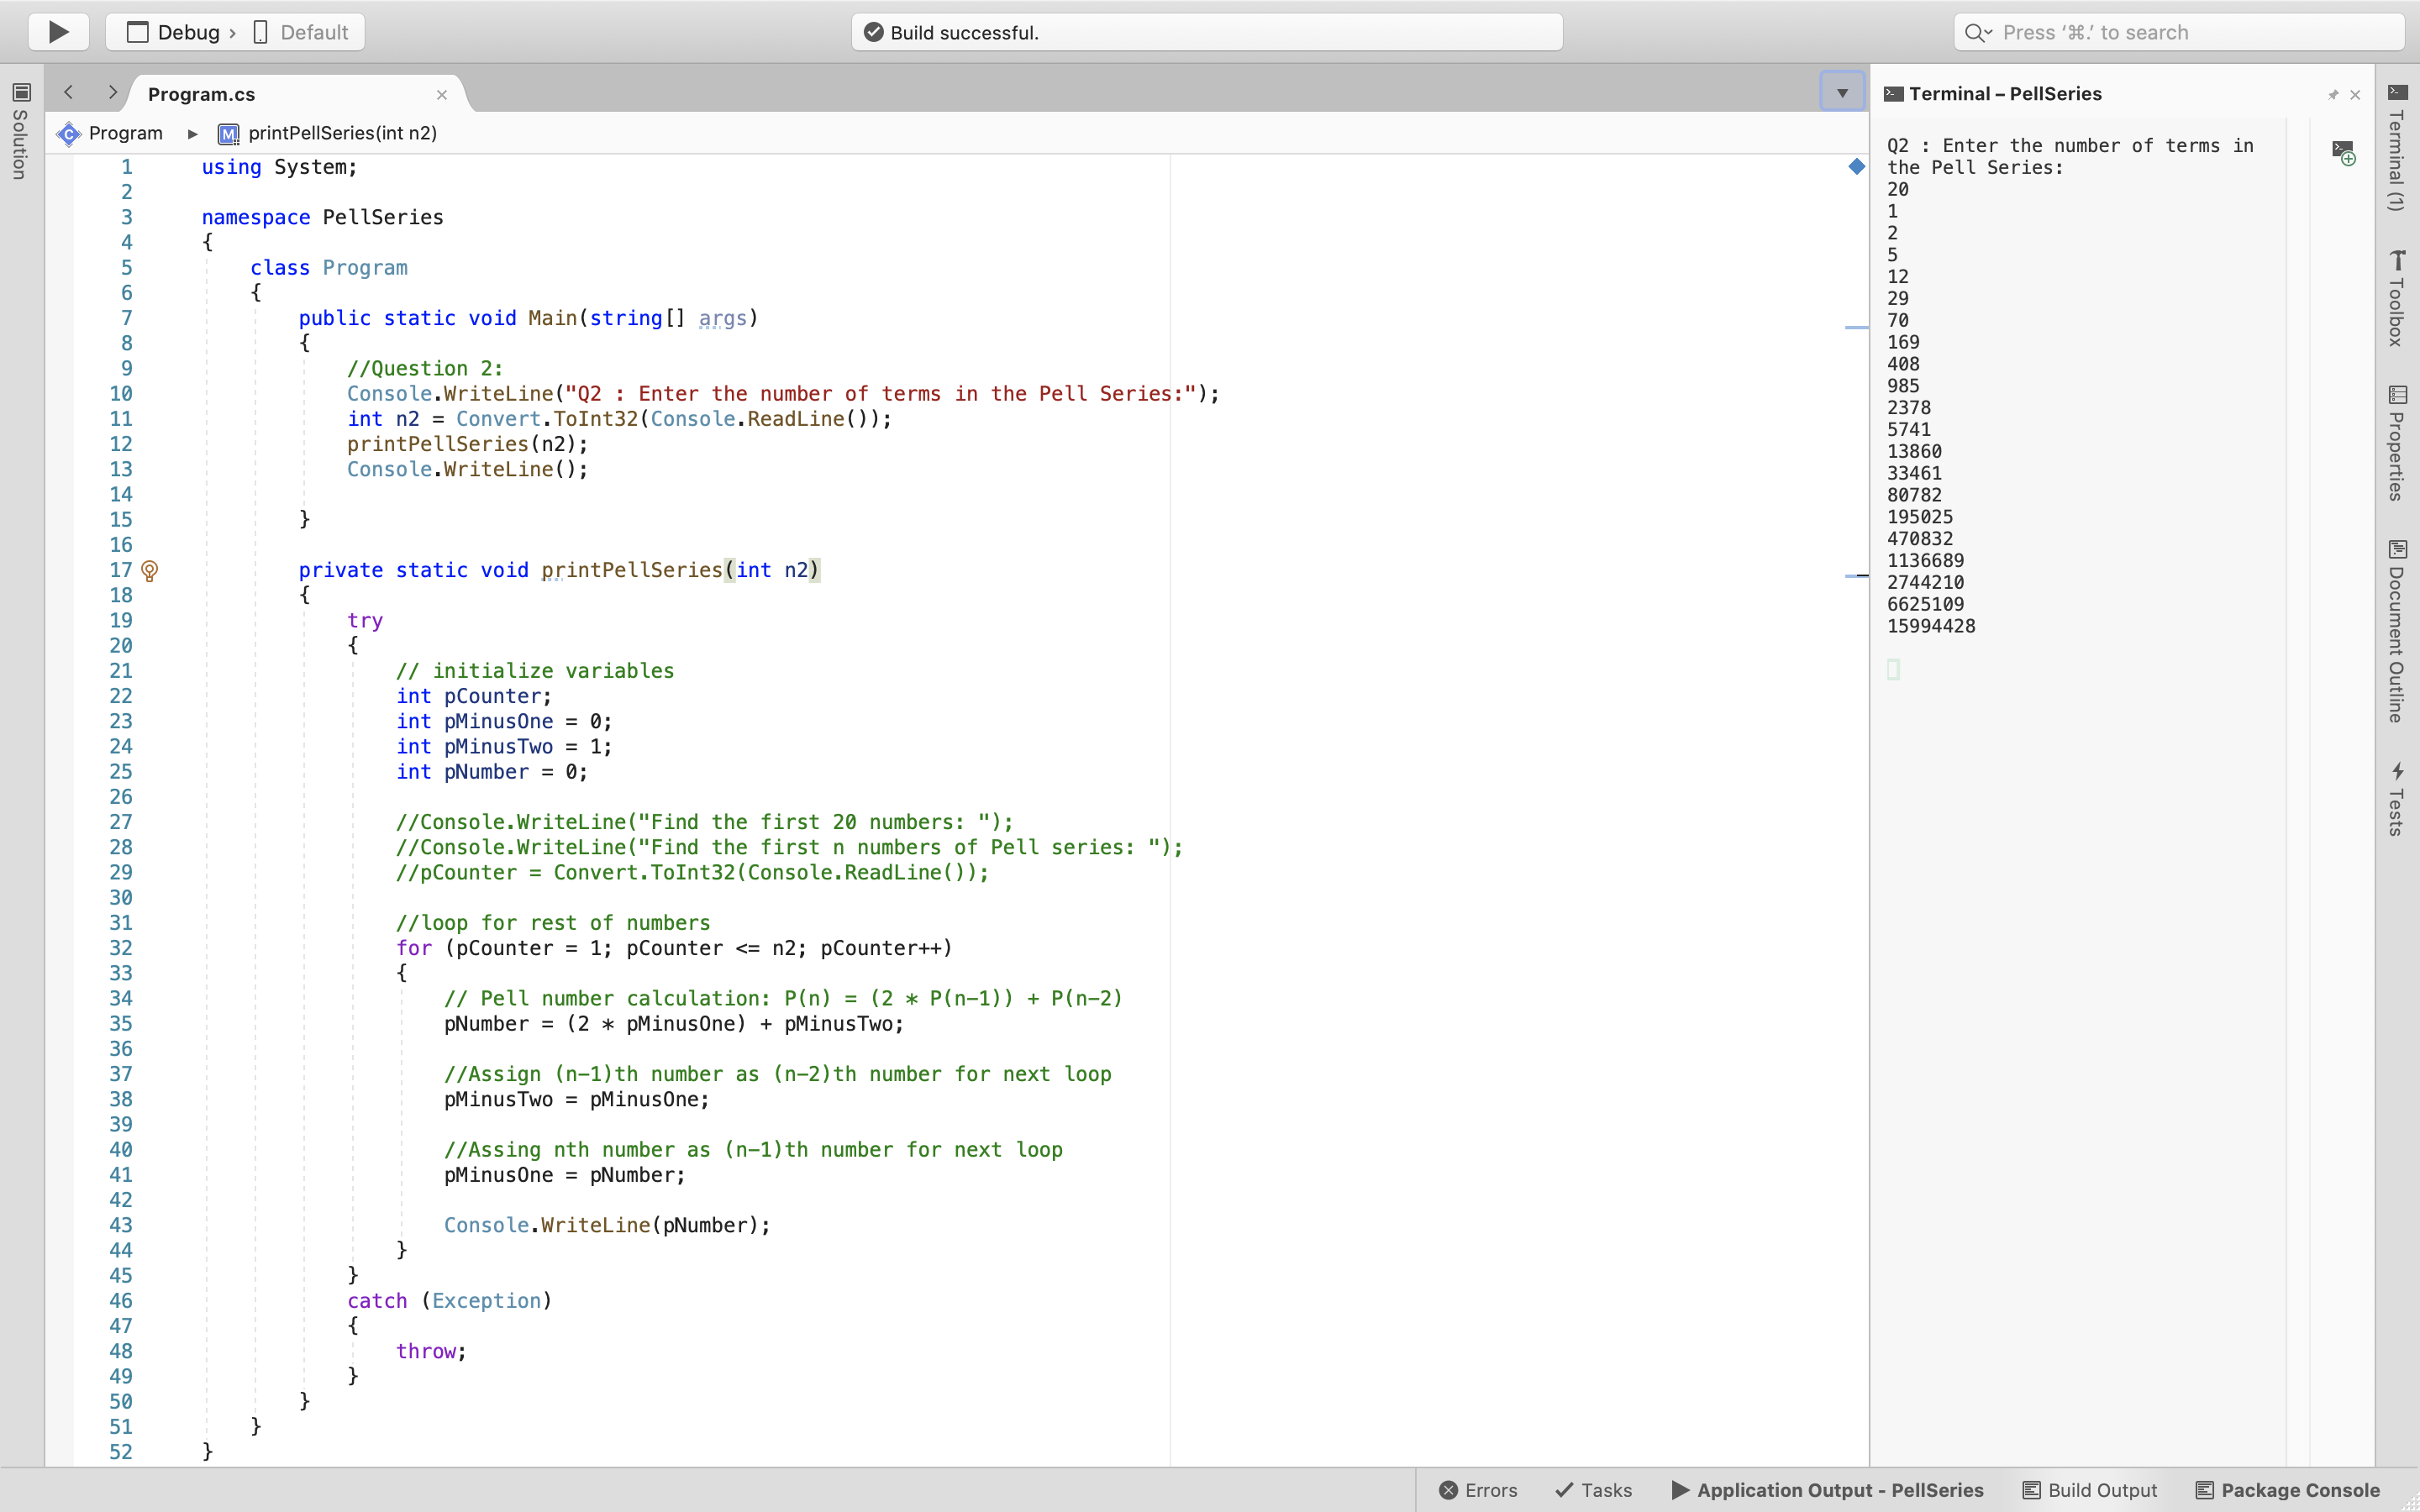 Debug › Default
Build successful.
Press ‘⌘.’ to search
Solution
Program.cs
Program ▸ printPellSeries(int n2)
1 using System;
2
3 namespace PellSeries
4 {
5     class Program
6     {
7         public static void Main(string[] args)
8         {
9             //Question 2:
10             Console.WriteLine("Q2 : Enter the number of terms in the Pell Series:");
11             int n2 = Convert.ToInt32(Console.ReadLine());
12             printPellSeries(n2);
13             Console.WriteLine();
14
15         }
16
17         private static void printPellSeries(int n2)
18         {
19             try
20             {
21                 // initialize variables
22                 int pCounter;
23                 int pMinusOne = 0;
24                 int pMinusTwo = 1;
25                 int pNumber = 0;
26
27                 //Console.WriteLine("Find the first 20 numbers: ");
28                 //Console.WriteLine("Find the first n numbers of Pell series: ");
29                 //pCounter = Convert.ToInt32(Console.ReadLine());
30
31                 //loop for rest of numbers
32                 for (pCounter = 1; pCounter <= n2; pCounter++)
33                 {
34                     // Pell number calculation: P(n) = (2 * P(n-1)) + P(n-2)
35                     pNumber = (2 * pMinusOne) + pMinusTwo;
36
37                     //Assign (n-1)th number as (n-2)th number for next loop
38                     pMinusTwo = pMinusOne;
39
40                     //Assing nth number as (n-1)th number for next loop
41                     pMinusOne = pNumber;
42
43                     Console.WriteLine(pNumber);
44                 }
45             }
46             catch (Exception)
47             {
48                 throw;
49             }
50         }
51     }
52 }
Terminal – PellSeries
Q2 : Enter the number of terms in
the Pell Series:
20
1
2
5
12
29
70
169
408
985
2378
5741
13860
33461
80782
195025
470832
1136689
2744210
6625109
15994428
Terminal (1)
Toolbox
Properties
Document Outline
Tests
Errors
Tasks
Application Output - PellSeries
Build Output
Package Console